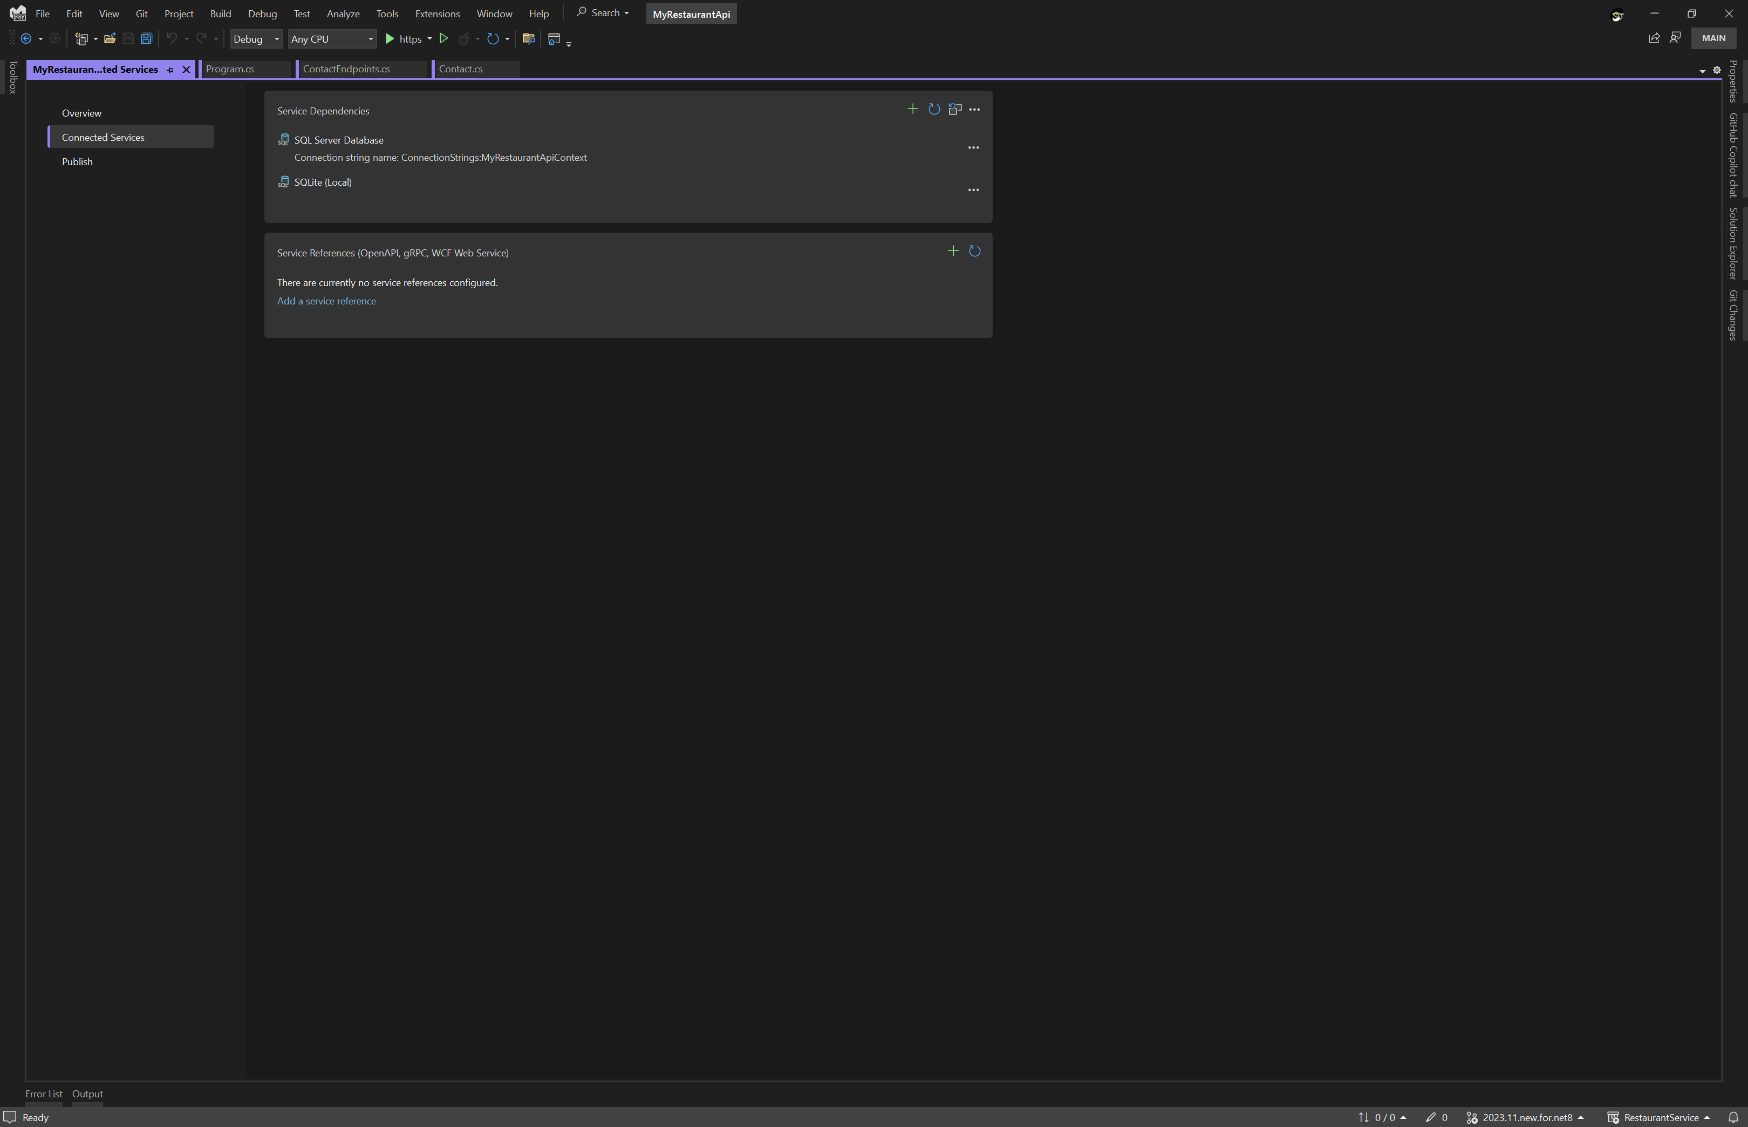 File Edit View Git Project Build Debug Test Analyze Tools Extensions Window Help Search MyRestaurantApi
Debug Any CPU https MAIN
MyRestauran...ted Services Program.cs ContactEndpoints.cs Contact.cs
Toolbox
Overview
Connected Services
Publish
Service Dependencies
SQL Server Database
Connection string name: ConnectionStrings:MyRestaurantApiContext
SQLite (Local)
Service References (OpenAPI, gRPC, WCF Web Service)
There are currently no service references configured.
Add a service reference
Properties
GitHub Copilot chat
Solution Explorer
Git Changes
Error List Output
Ready 0 / 0 0 2023.11.new.for.net8 RestaurantService